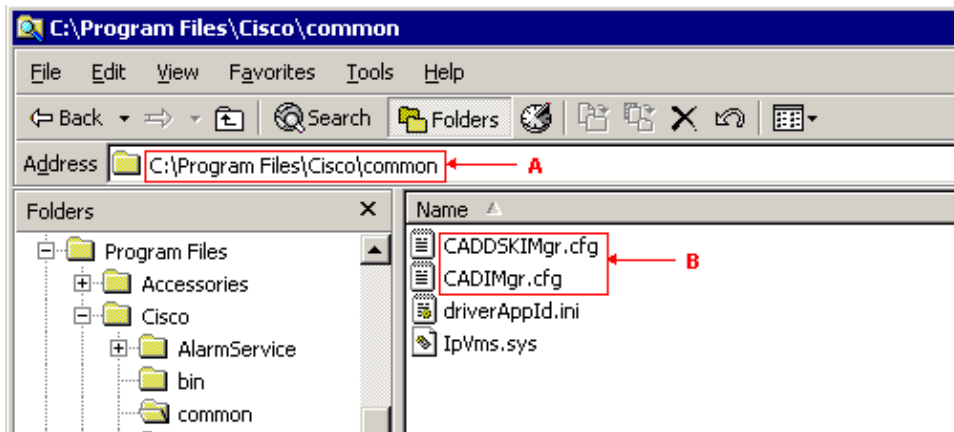 C:\Program Files\Cisco\common
File Edit View Favorites Tools Help
Back Search Folders
Address C:\Program Files\Cisco\common A
Folders
Program Files
Accessories
Cisco
AlarmService
bin
common
Name
CADDSKIMgr.cfg
CADIMgr.cfg
B
driverAppId.ini
IpVms.sys